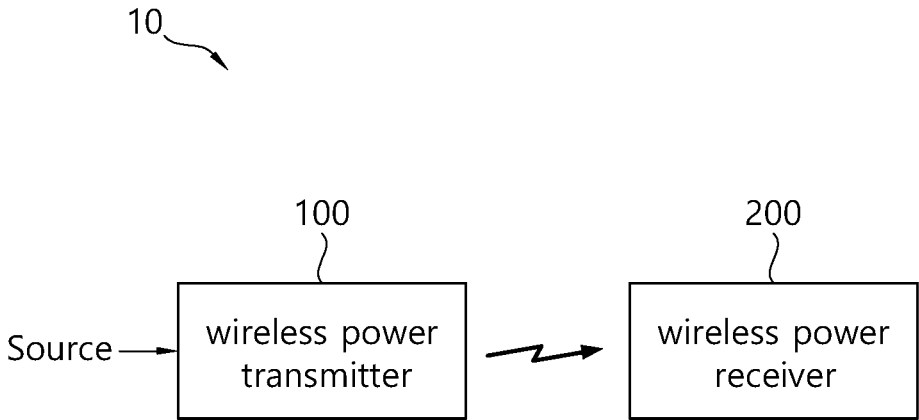 10
100
200
Source
wireless power
transmitter
wireless power
receiver